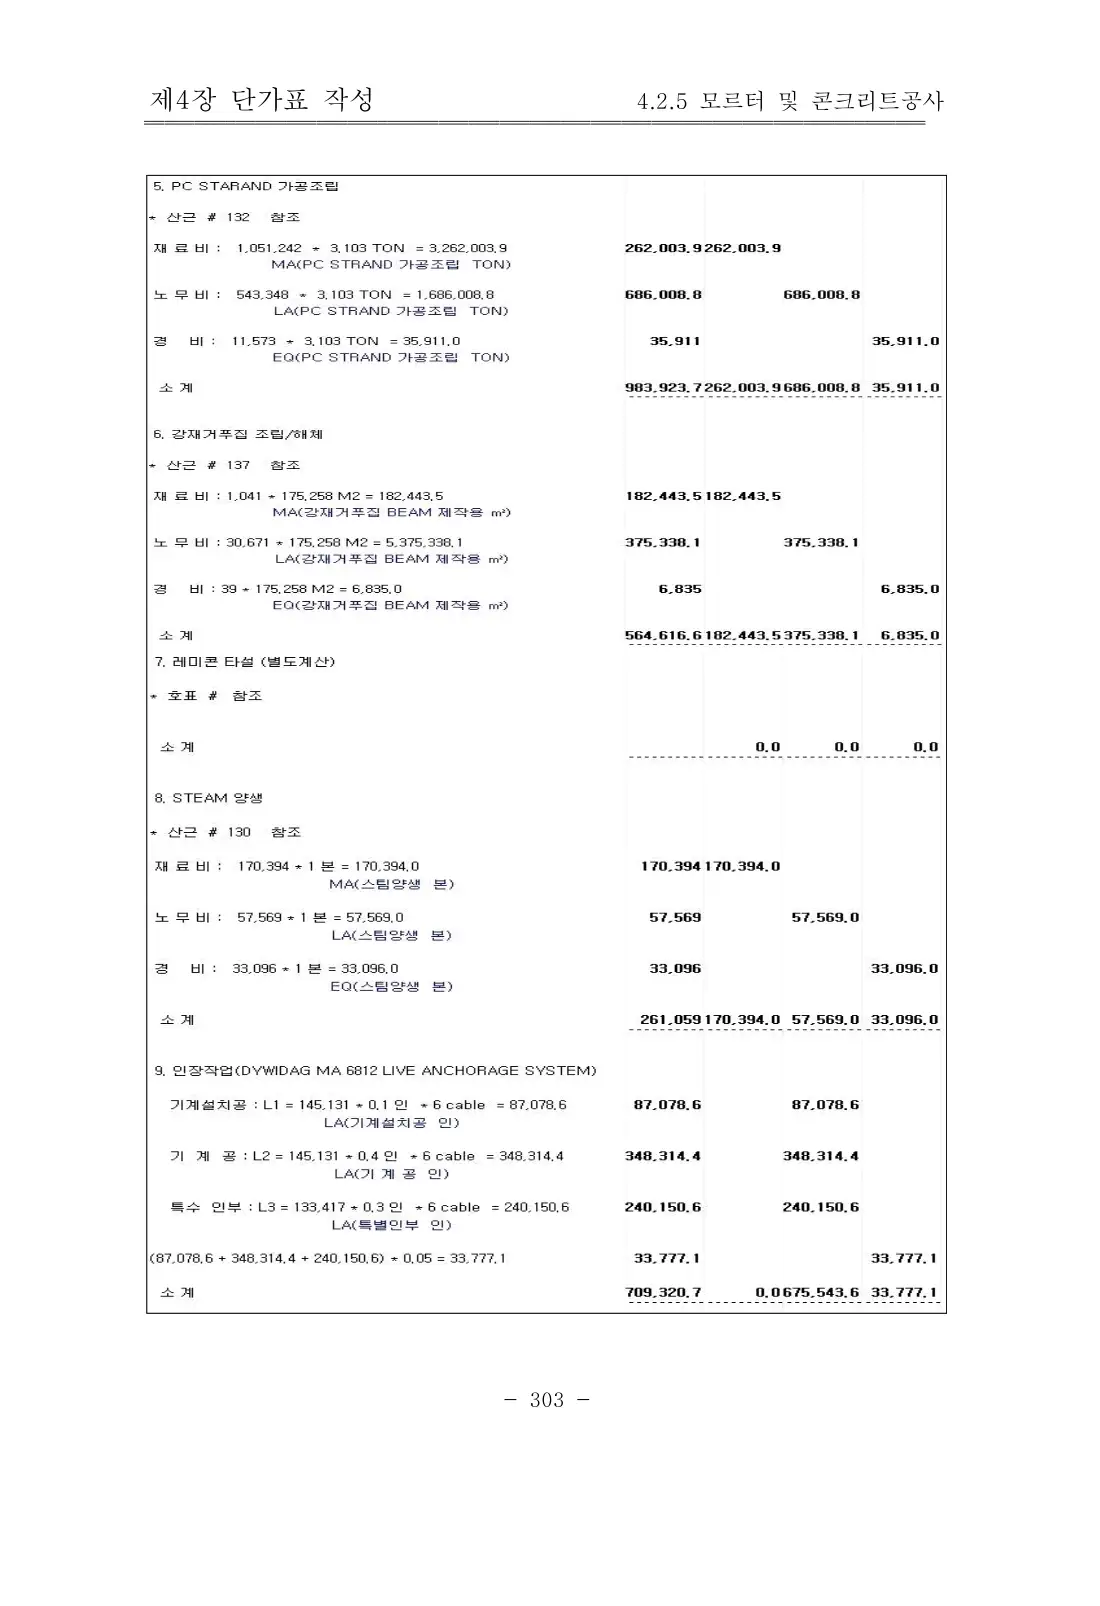 제4장 단가표 작성 4.2.5 모르터 및 콘크리트공사
5. PC STARAND 가공조립
* 산근 # 132 참조
재 료 비 : 1,051,242 * 3.103 TON = 3,262,003.9 262,003.9 262,003.9
MA(PC STRAND 가공조립 TON)
노 무 비 : 543,348 * 3.103 TON = 1,686,008.8 686,008.8 686,008.8
LA(PC STRAND 가공조립 TON)
경 비 : 11,573 * 3.103 TON = 35,911.0 35,911 35,911.0
EQ(PC STRAND 가공조립 TON)
소 계 983,923.7 262,003.9 686,008.8 35,911.0
6. 강재거푸집 조립/해체
* 산근 # 137 참조
재 료 비 : 1,041 * 175.258 M2 = 182,443.5 182,443.5 182,443.5
MA(강재거푸집 BEAM 제작용 m²)
노 무 비 : 30,671 * 175.258 M2 = 5,375,338.1 375,338.1 375,338.1
LA(강재거푸집 BEAM 제작용 m²)
경 비 : 39 * 175.258 M2 = 6,835.0 6,835 6,835.0
EQ(강재거푸집 BEAM 제작용 m²)
소 계 564,616.6 182,443.5 375,338.1 6,835.0
7. 레미콘 타설 (별도계산)
* 호표 # 참조
소 계 0.0 0.0 0.0
8. STEAM 양생
* 산근 # 130 참조
재 료 비 : 170,394 * 1 본 = 170,394.0 170,394 170,394.0
MA(스팀양생 본)
노 무 비 : 57,569 * 1 본 = 57,569.0 57,569 57,569.0
LA(스팀양생 본)
경 비 : 33,096 * 1 본 = 33,096.0 33,096 33,096.0
EQ(스팀양생 본)
소 계 261,059 170,394.0 57,569.0 33,096.0
9. 인장작업(DYWIDAG MA 6812 LIVE ANCHORAGE SYSTEM)
기계설치공 : L1 = 145,131 * 0.1 인 * 6 cable = 87,078.6 87,078.6 87,078.6
LA(기계설치공 인)
기 계 공 : L2 = 145,131 * 0.4 인 * 6 cable = 348,314.4 348,314.4 348,314.4
LA(기 계 공 인)
특수 인부 : L3 = 133,417 * 0.3 인 * 6 cable = 240,150.6 240,150.6 240,150.6
LA(특별인부 인)
(87,078.6 + 348,314.4 + 240,150.6) * 0.05 = 33,777.1 33,777.1 33,777.1
소 계 709,320.7 0.0 675,543.6 33,777.1
- 303 -